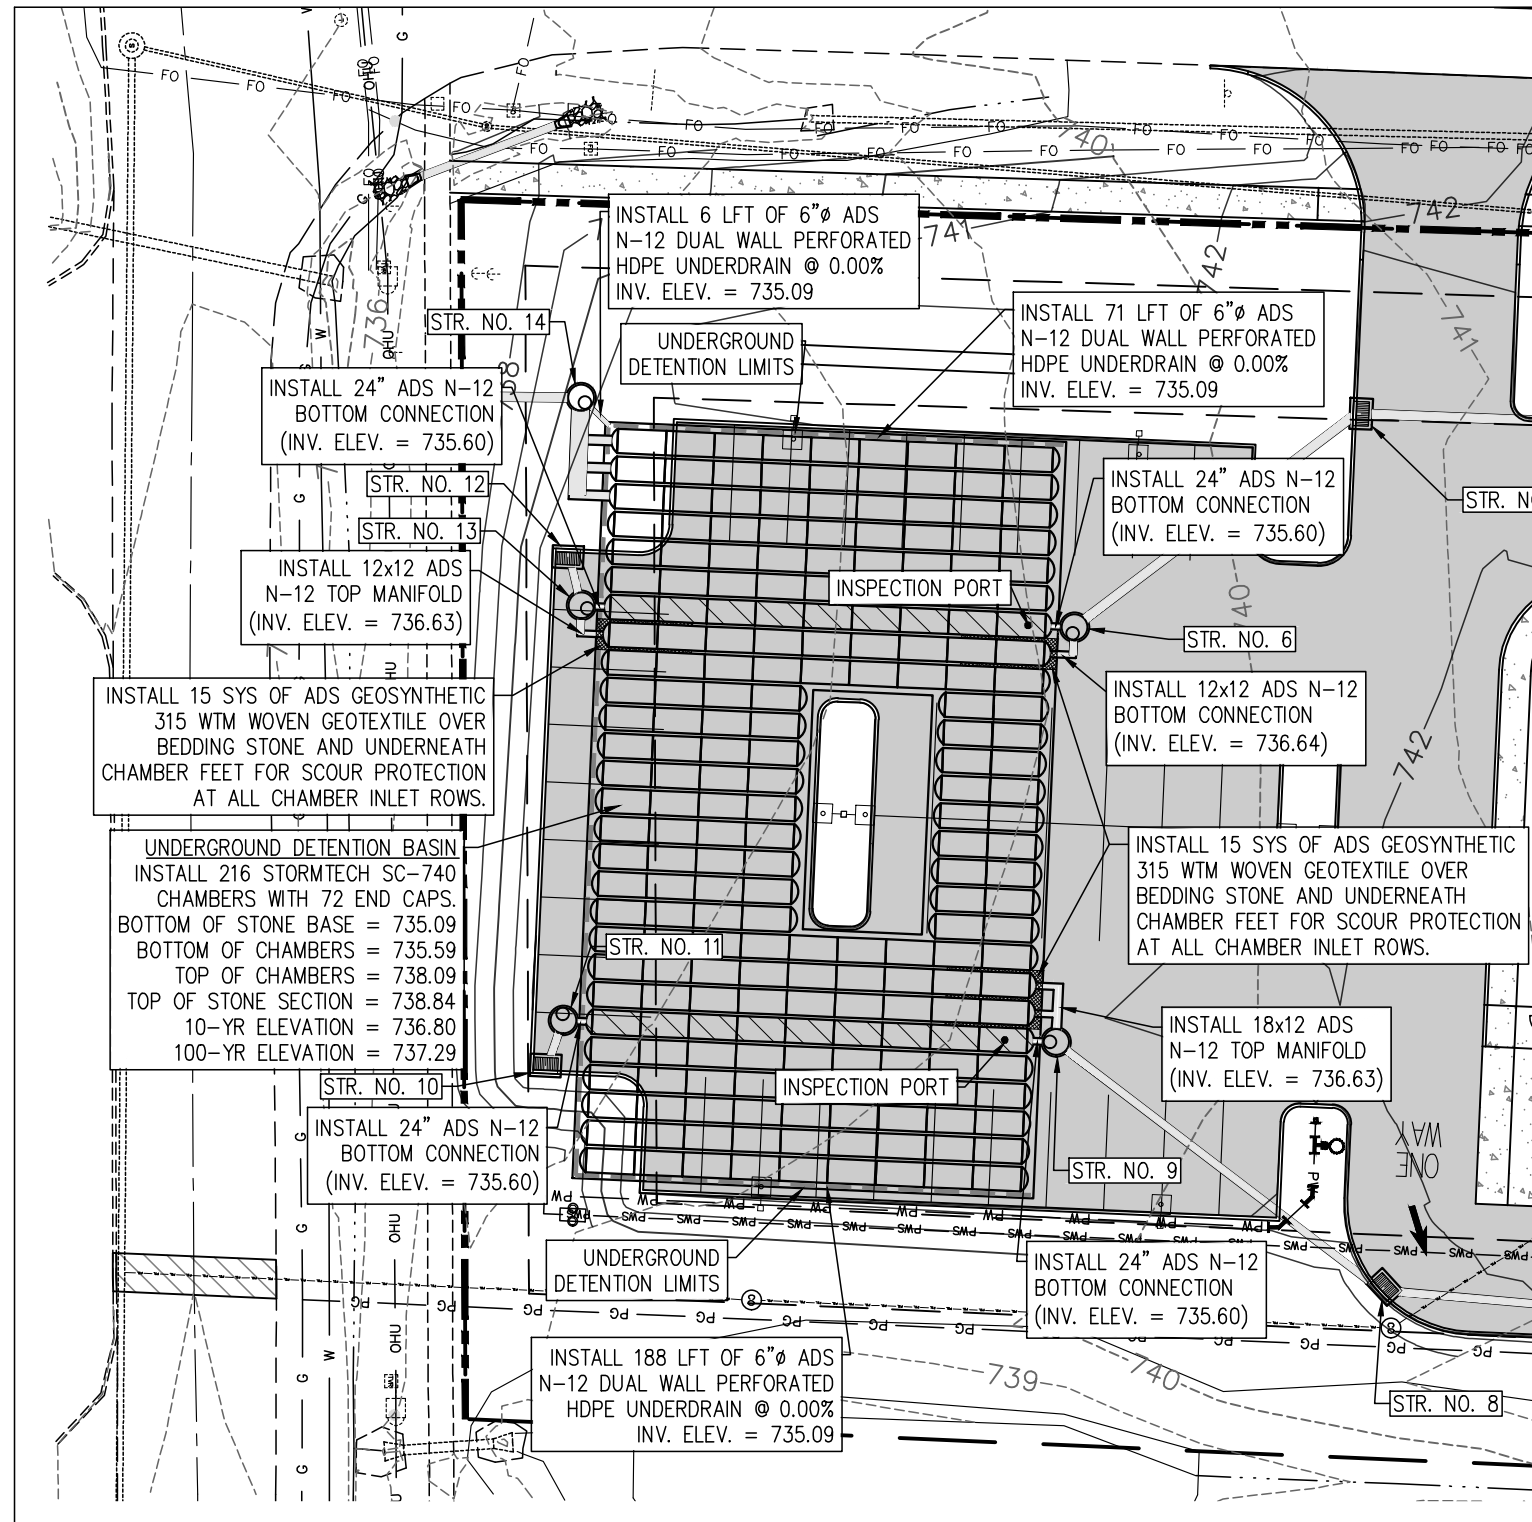 INSTALL 6 LFT OF 6"ø ADS
N-12 DUAL WALL PERFORATED
HDPE UNDERDRAIN @ 0.00%
INV. ELEV. = 735.09
STR. NO. 14
UNDERGROUND
DETENTION LIMITS
INSTALL 71 LFT OF 6"ø ADS
N-12 DUAL WALL PERFORATED
HDPE UNDERDRAIN @ 0.00%
INV. ELEV. = 735.09
INSTALL 24" ADS N-12
BOTTOM CONNECTION
(INV. ELEV. = 735.60)
STR. NO. 12
STR. NO. 13
INSTALL 12x12 ADS
N-12 TOP MANIFOLD
(INV. ELEV. = 736.63)
INSTALL 24" ADS N-12
BOTTOM CONNECTION
(INV. ELEV. = 735.60)
INSPECTION PORT
STR. NO. 6
INSTALL 15 SYS OF ADS GEOSYNTHETIC
315 WTM WOVEN GEOTEXTILE OVER
BEDDING STONE AND UNDERNEATH
CHAMBER FEET FOR SCOUR PROTECTION
AT ALL CHAMBER INLET ROWS.
INSTALL 12x12 ADS N-12
BOTTOM CONNECTION
(INV. ELEV. = 736.64)
UNDERGROUND DETENTION BASIN
INSTALL 216 STORMTECH SC-740
CHAMBERS WITH 72 END CAPS.
BOTTOM OF STONE BASE = 735.09
BOTTOM OF CHAMBERS = 735.59
TOP OF CHAMBERS = 738.09
TOP OF STONE SECTION = 738.84
10-YR ELEVATION = 736.80
100-YR ELEVATION = 737.29
INSTALL 15 SYS OF ADS GEOSYNTHETIC
315 WTM WOVEN GEOTEXTILE OVER
BEDDING STONE AND UNDERNEATH
CHAMBER FEET FOR SCOUR PROTECTION
AT ALL CHAMBER INLET ROWS.
STR. NO. 11
INSTALL 18x12 ADS
N-12 TOP MANIFOLD
(INV. ELEV. = 736.63)
STR. NO. 10
INSPECTION PORT
INSTALL 24" ADS N-12
BOTTOM CONNECTION
(INV. ELEV. = 735.60)
STR. NO. 9
ONE
WAY
UNDERGROUND
DETENTION LIMITS
INSTALL 24" ADS N-12
BOTTOM CONNECTION
(INV. ELEV. = 735.60)
INSTALL 188 LFT OF 6"ø ADS
N-12 DUAL WALL PERFORATED
HDPE UNDERDRAIN @ 0.00%
INV. ELEV. = 735.09
STR. NO. 8
740
741
742
742
736
741
740
742
739
740